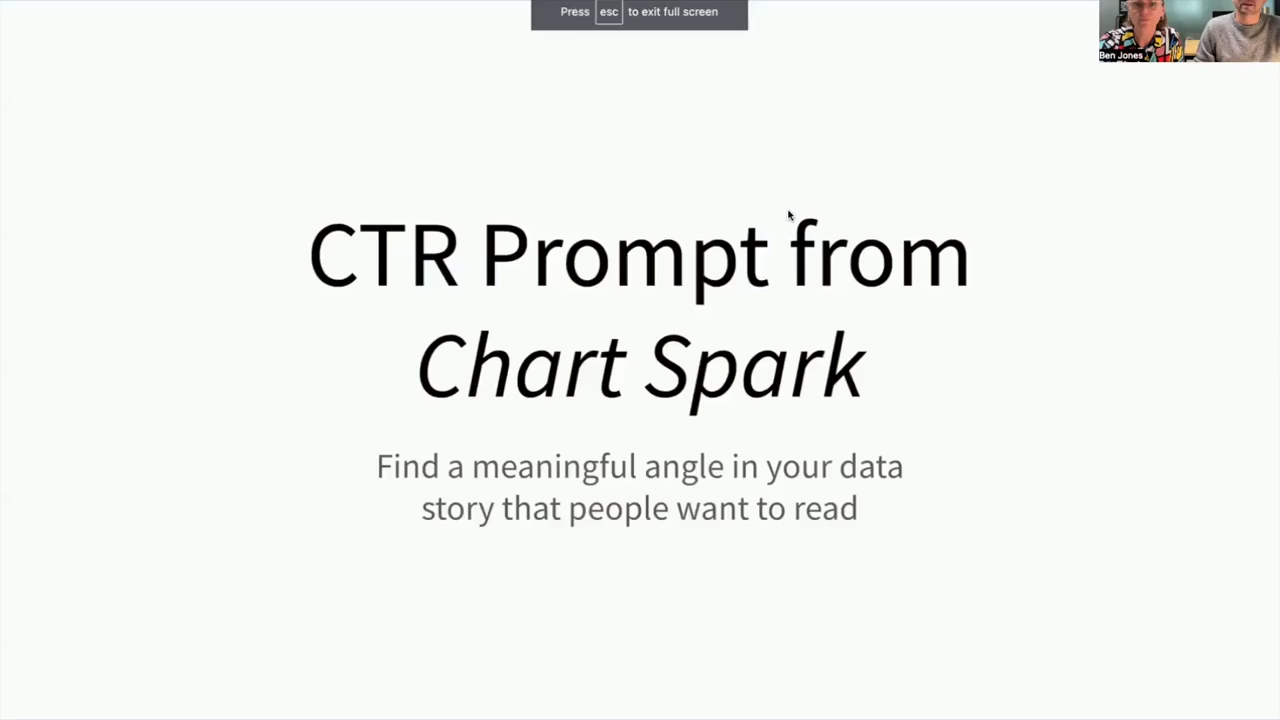 Press esc to exit full screen
Ben Jones
CTR Prompt from
Chart Spark
Find a meaningful angle in your data
story that people want to read